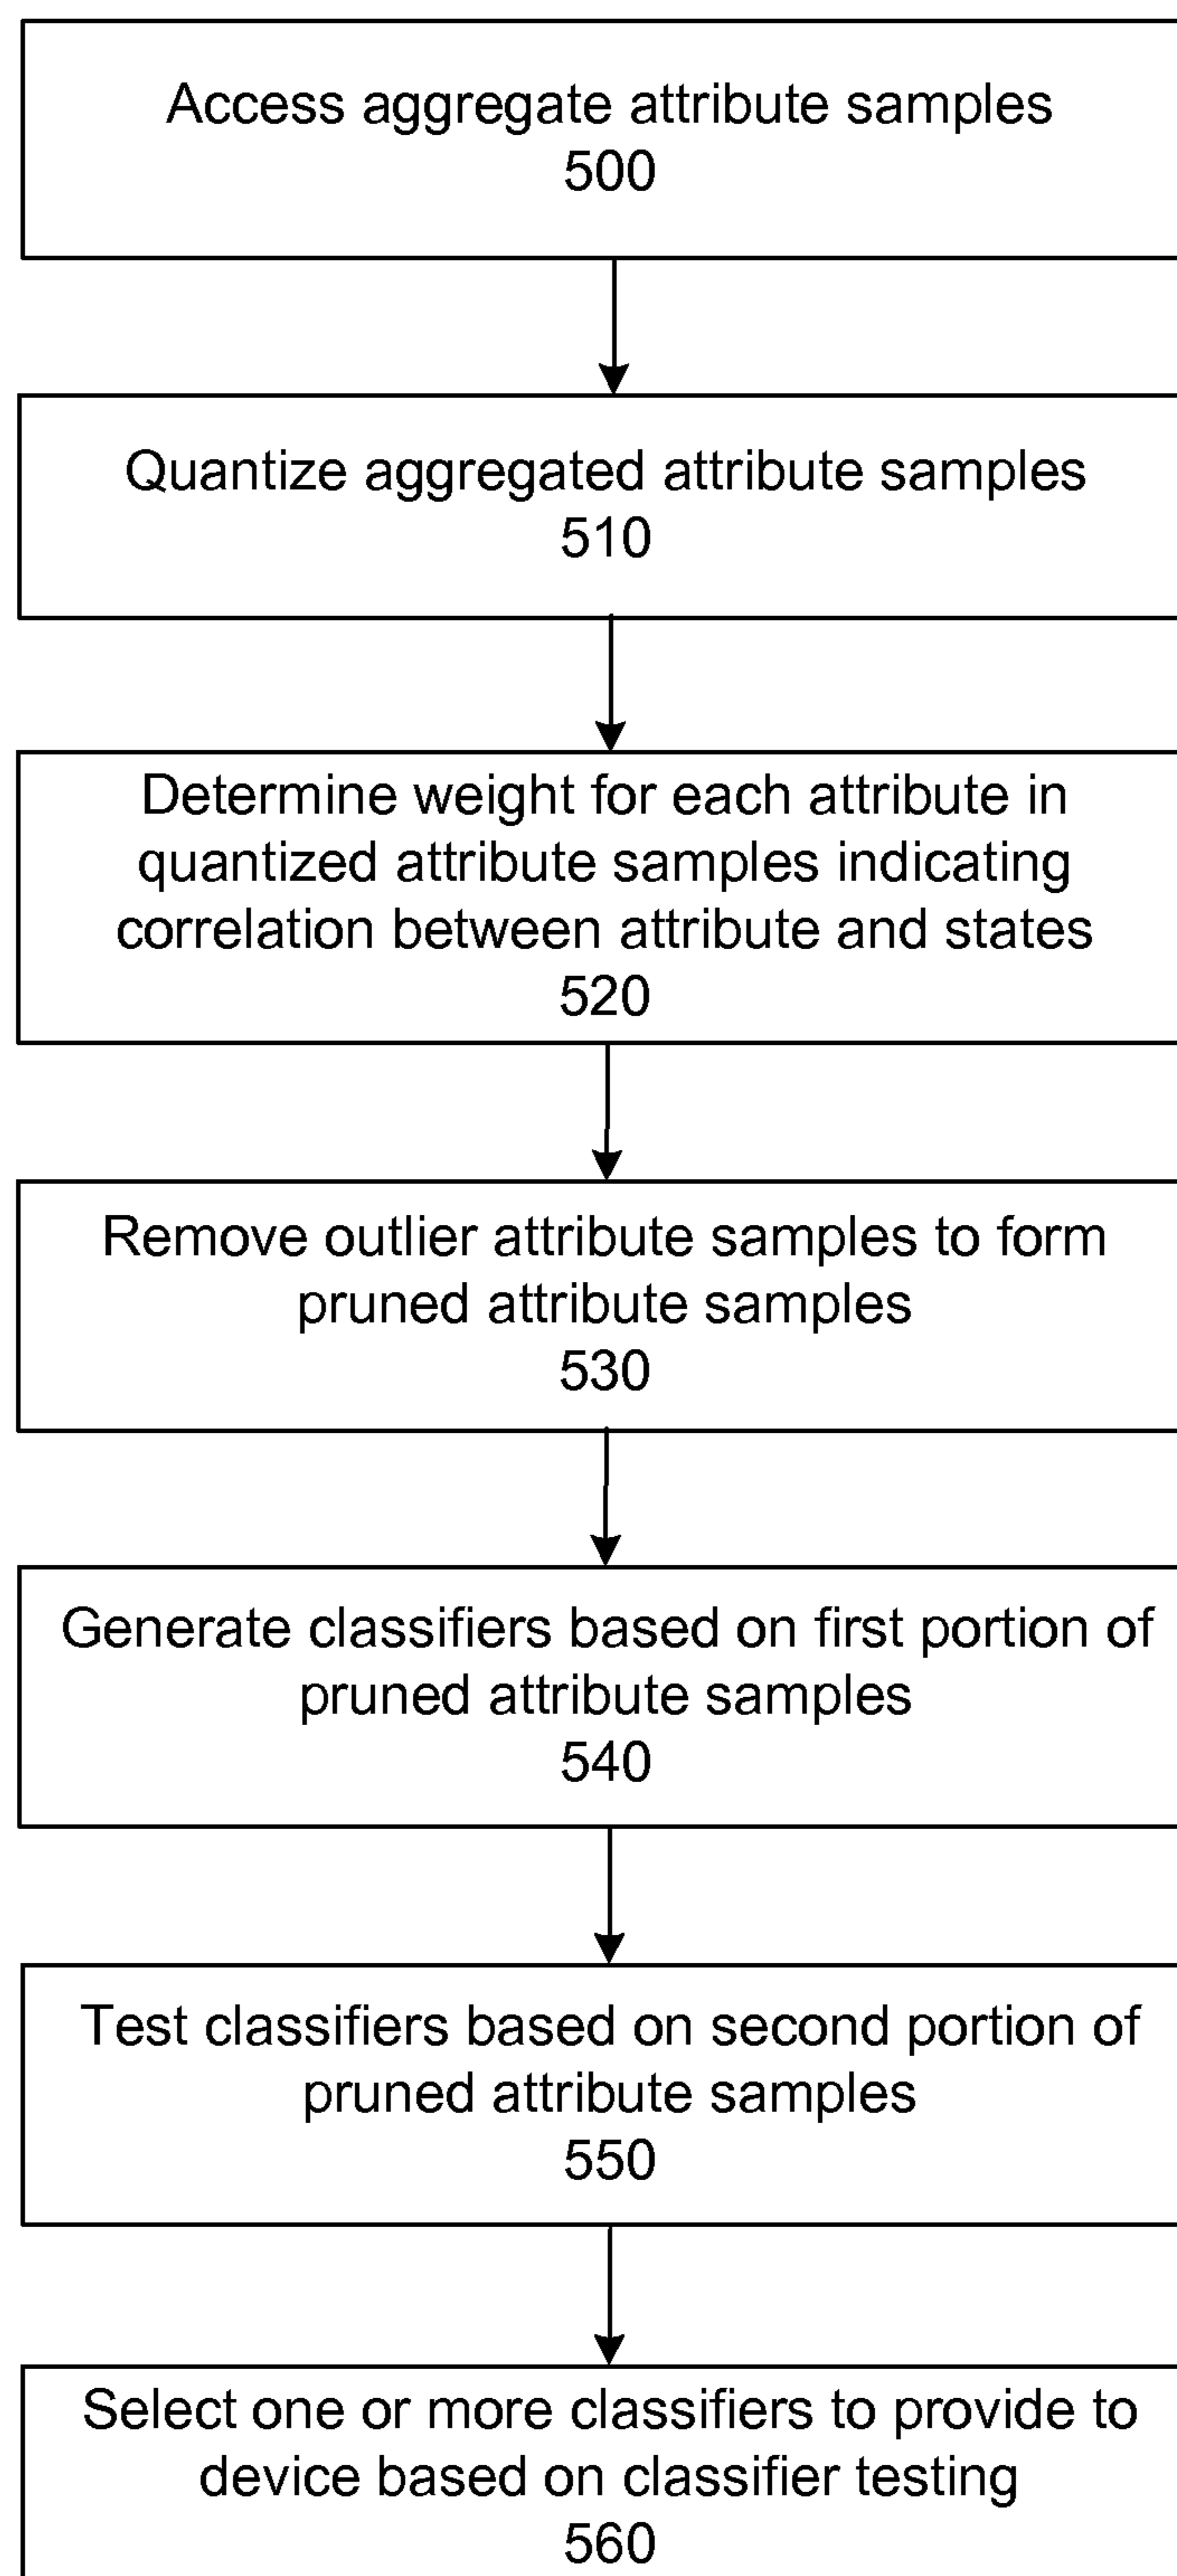 Access aggregate attribute samples
500
Quantize aggregated attribute samples
510
Determine weight for each attribute in
quantized attribute samples indicating
correlation between attribute and states
520
Remove outlier attribute samples to form
pruned attribute samples
530
Generate classifiers based on first portion of
pruned attribute samples
540
Test classifiers based on second portion of
pruned attribute samples
550
Select one or more classifiers to provide to
device based on classifier testing
560